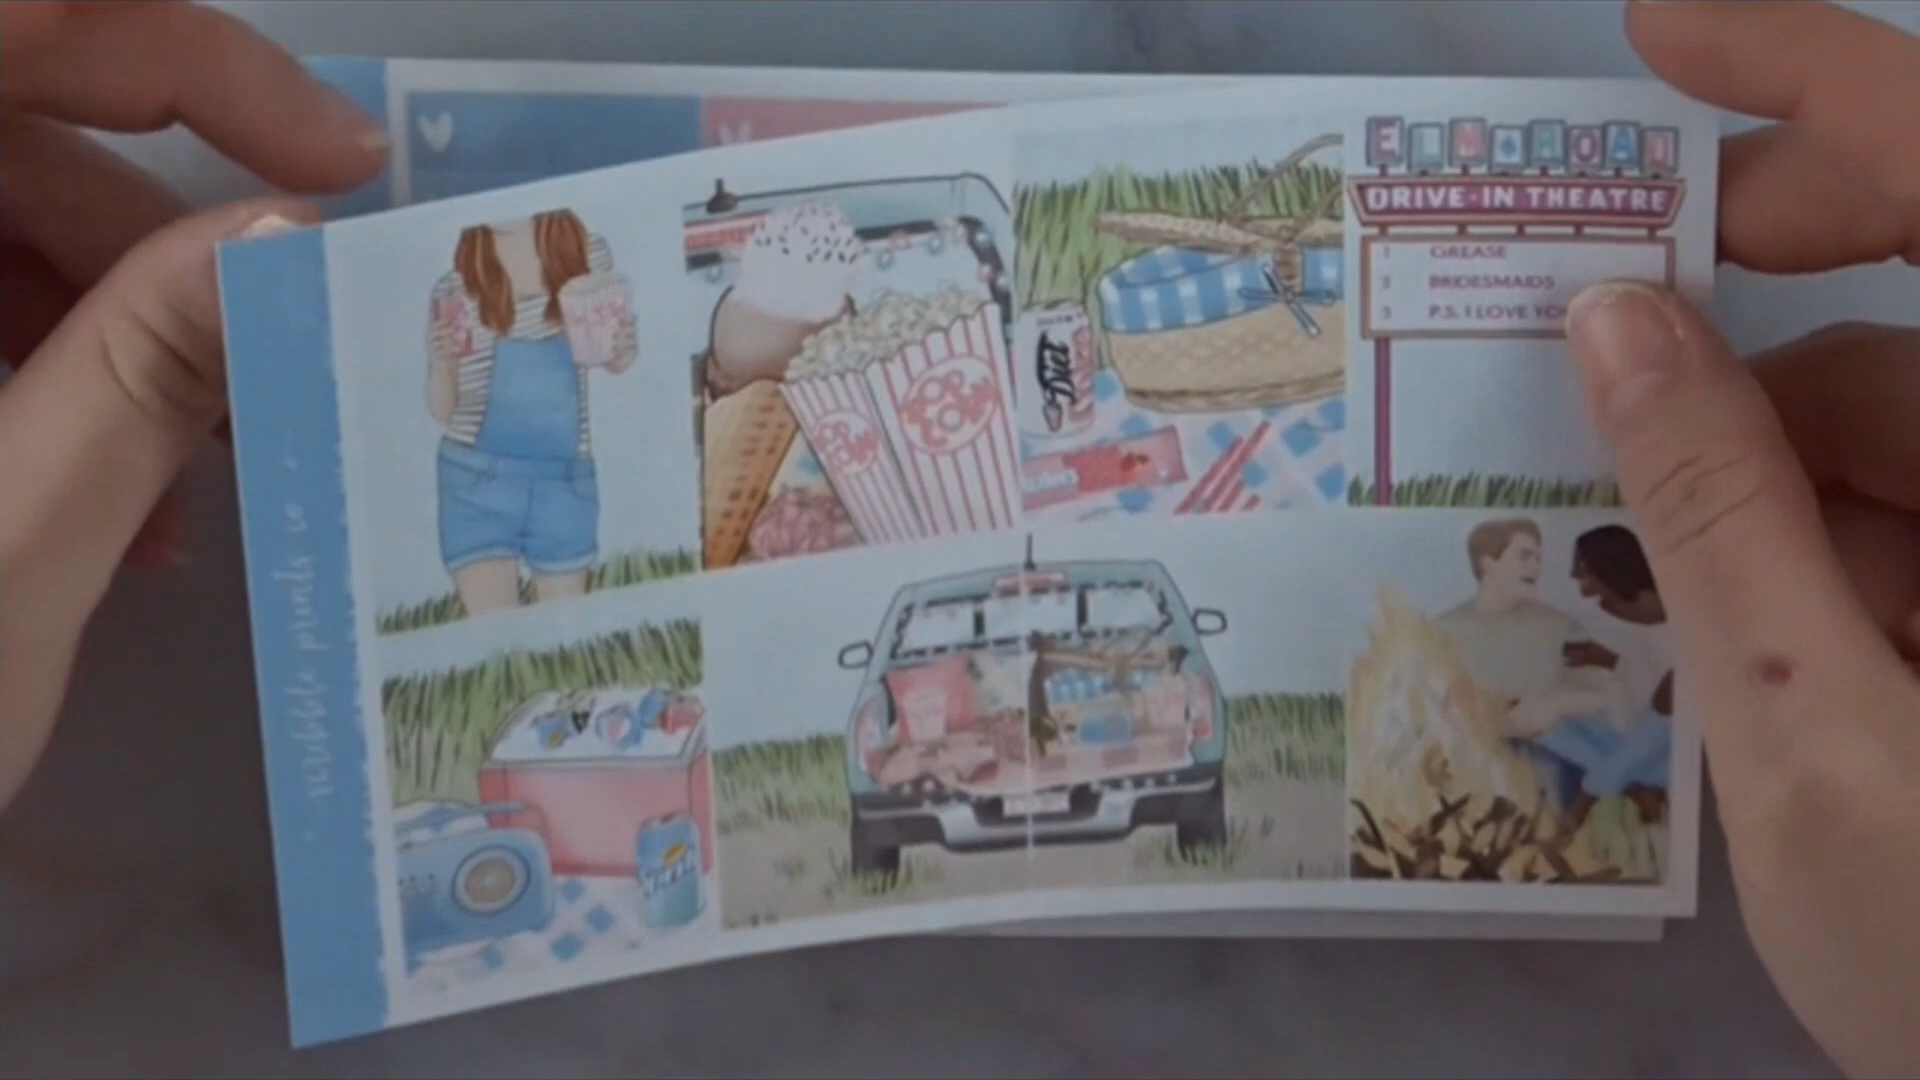 ELM ROAD
DRIVE-IN THEATRE
1 GREASE
2 BRIDESMAIDS
3 P.S. I LOVE YOU
POP CORN
POP CORN
Diet
scribble prints co